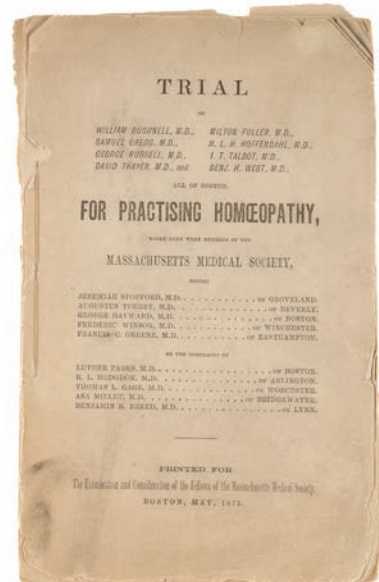 TRIAL
OF
WILLIAM BUSHNELL, M.D., MILTON FULLER, M.D.,
SAMUEL GREGG, M.D., H. L. H. HOFFENDAHL, M.D.,
GEORGE RUSSELL, M.D., I. T. TALBOT, M.D.,
DAVID THAYER, M.D., and BENJ. H. WEST, M.D.,
ALL OF BOSTON,
FOR PRACTISING HOMŒOPATHY,
WHILE THEY WERE MEMBERS OF THE
MASSACHUSETTS MEDICAL SOCIETY,
BEFORE
JEREMIAH SPOFFORD, M.D. OF GROVELAND.
AUGUSTUS TORREY, M.D. OF BEVERLY.
GEORGE HAYWARD, M.D. OF BOSTON.
FREDERIC WINSOR, M.D. OF WINCHESTER.
FRANCIS C. GREENE, M.D. OF EASTHAMPTON.
ON THE COMPLAINT OF
LUTHER PARKS, M.D. OF BOSTON.
R. L. HODGDON, M.D. OF ARLINGTON.
THOMAS L. GAGE, M.D. OF WORCESTER.
ASA MILLET, M.D. OF BRIDGEWATER.
BENJAMIN B. BREED, M.D. OF LYNN.
PRINTED FOR
The Examination and Consideration of the Fellows of the Massachusetts Medical Society.
BOSTON, MAY, 1873.